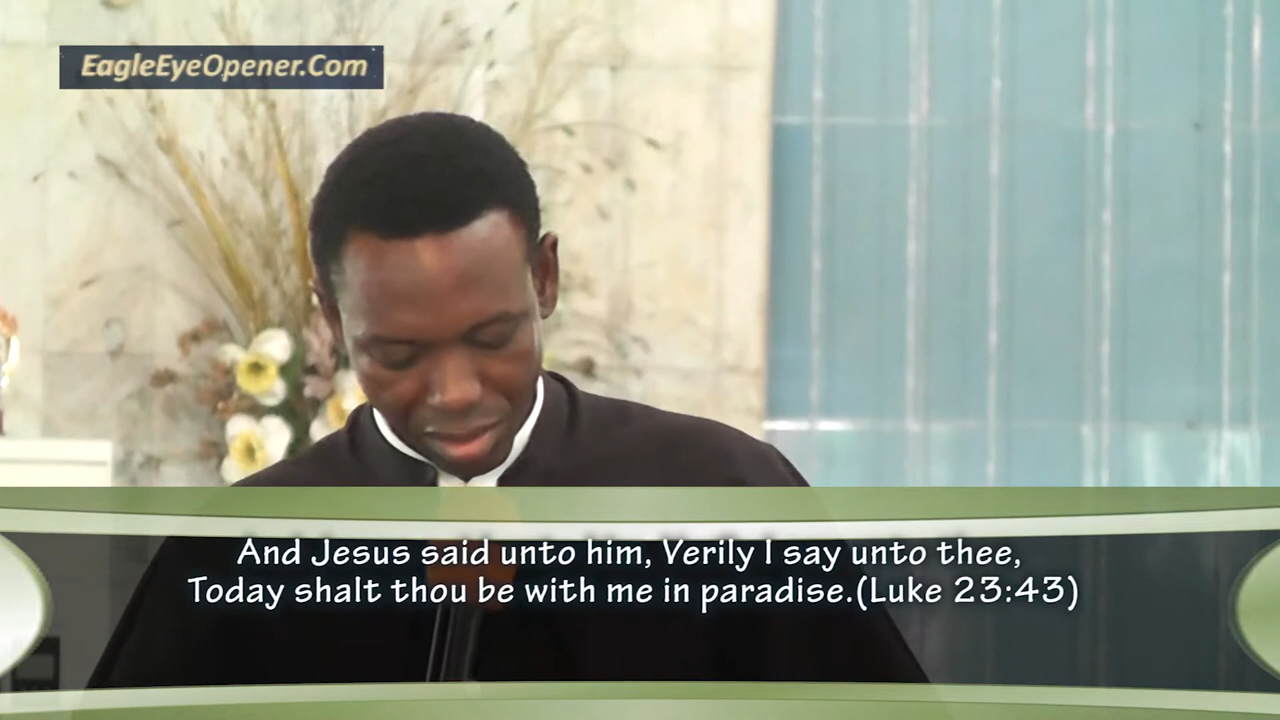 EagleEyeOpener.Com
And Jesus said unto him, Verily I say unto thee,
Today shalt thou be with me in paradise.(Luke 23:43)